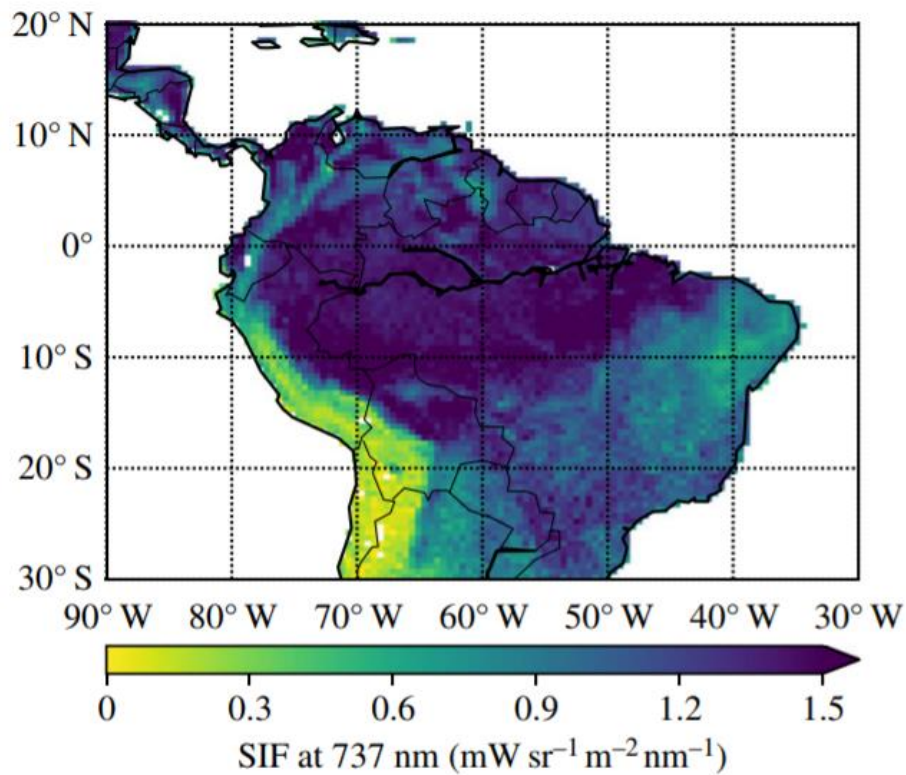 20° N
10° N
0°
10° S
20° S
30° S
90° W 80° W 70° W 60° W 50° W 40° W 30° W
0 0.3 0.6 0.9 1.2 1.5
SIF at 737 nm (mW sr⁻¹ m⁻² nm⁻¹)